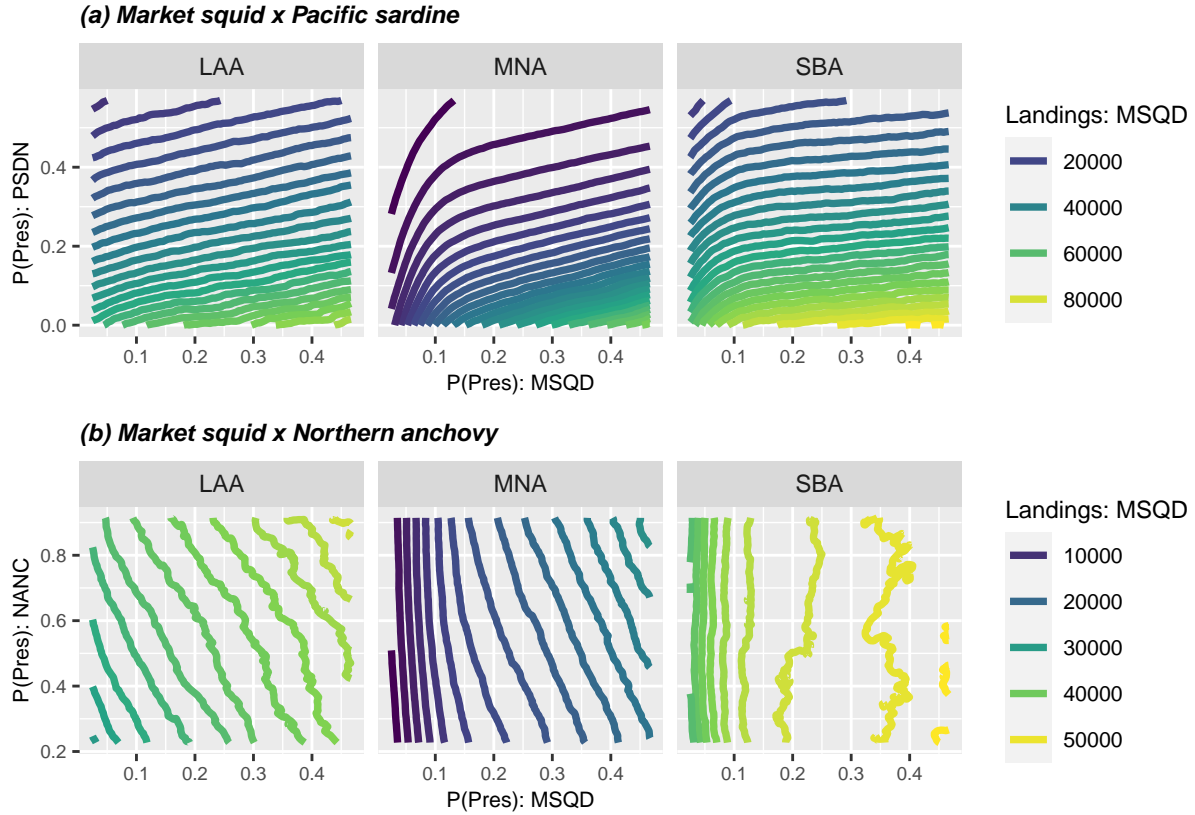 (a) Market squid x Pacific sardine
LAA
MNA
SBA
P(Pres): PSDN
0.4
0.2
0.0
0.1 0.2 0.3 0.4
0.1 0.2 0.3 0.4
0.1 0.2 0.3 0.4
P(Pres): MSQD
Landings: MSQD
20000
40000
60000
80000
(b) Market squid x Northern anchovy
LAA
MNA
SBA
P(Pres): NANC
0.8
0.6
0.4
0.2
0.1 0.2 0.3 0.4
0.1 0.2 0.3 0.4
0.1 0.2 0.3 0.4
P(Pres): MSQD
Landings: MSQD
10000
20000
30000
40000
50000